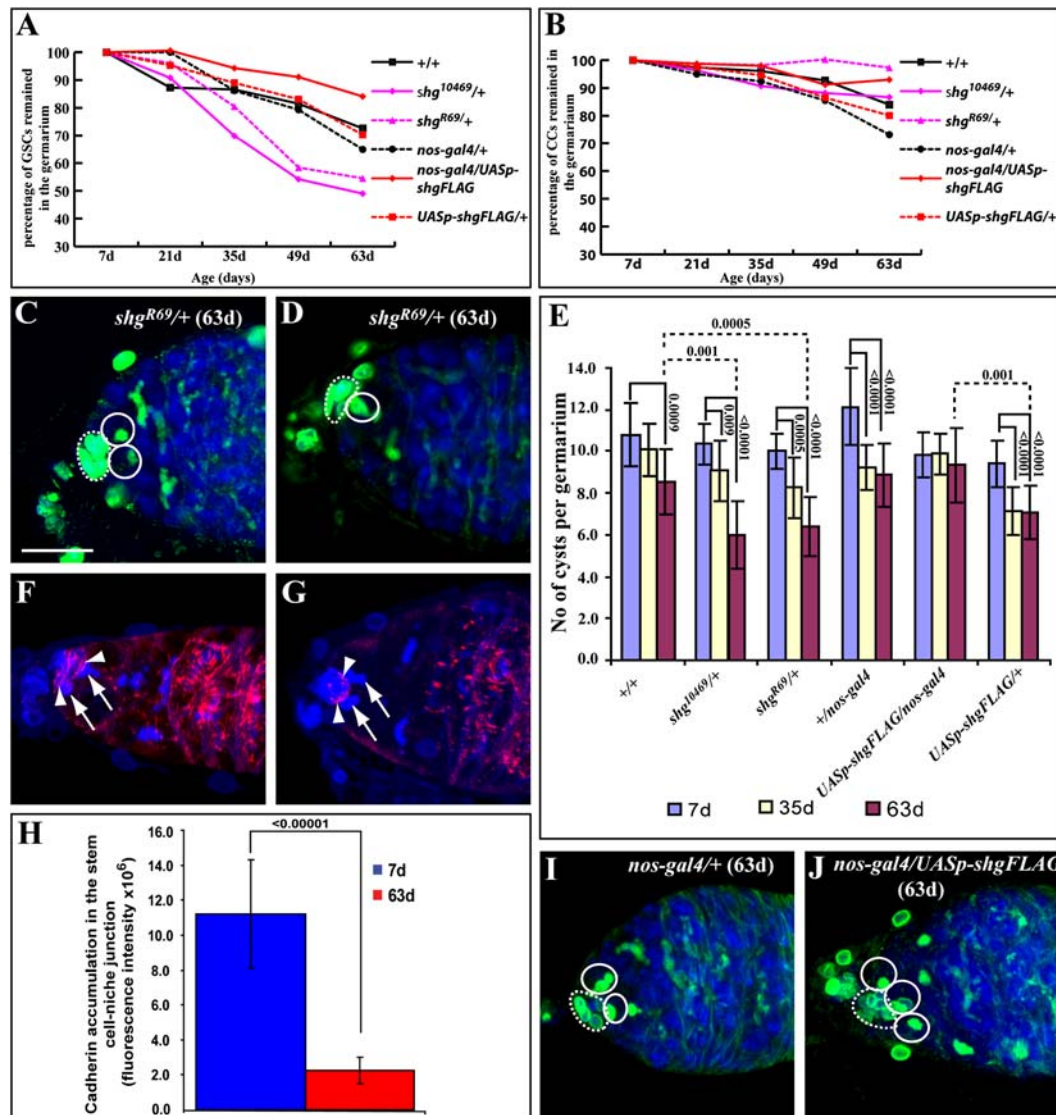 A
percentage of GSCs remained
in the germarium
100
90
80
70
60
50
40
30
7d 21d 35d 49d 63d
Age (days)
+/+
shg10469/+
shgR69/+
nos-gal4/+
nos-gal4/UASp-
shgFLAG
UASp-shgFLAG/+
B
percentage of CCs remained in
the germarium
100
90
80
70
60
50
40
30
7d 21d 35d 49d 63d
Age (days)
+/+
shg10469/+
shgR69/+
nos-gal4/+
nos-gal4/UASp-
shgFLAG
UASp-shgFLAG/+
C
shgR69/+ (63d)
D
shgR69/+ (63d)
E
No of cysts per germarium
14.0
12.0
10.0
8.0
6.0
4.0
2.0
0.0
0.0005
0.001
0.001
0.0009
0.009
<0.0001
0.0005
<0.0001
<0.0001
<0.0001
<0.0001
<0.0001
+/+
shg10469/+
shgR69/+
+/nos-gal4
UASp-shgFLAG/nos-gal4
UASp-shgFLAG/+
7d 35d 63d
F
G
H
Cadherin accumulation in the stem
cell-niche junction
(fluorescence intensity x106)
16.0
14.0
12.0
10.0
8.0
6.0
4.0
2.0
0.0
<0.00001
7d
63d
I
nos-gal4/+ (63d)
J
nos-gal4/UASp-shgFLAG
(63d)